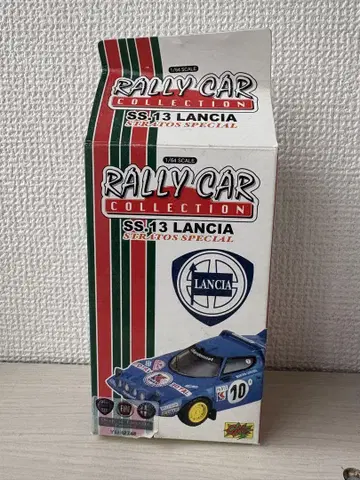 1/64 SCALE
RALLY CAR
COLLECTION
SS.13 LANCIA
STRATOS SPECIAL
1/64 SCALE
RALLY CAR
COLLECTION
SS.13 LANCIA
STRATOS SPECIAL
LANCIA
10